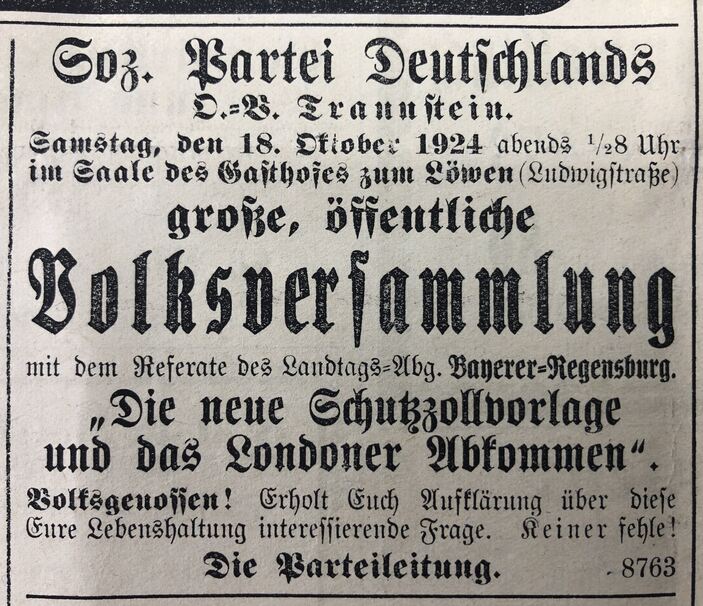 Soz. Partei Deutschlands
O.=V. Traunstein.
Samstag, den 18. Oktober 1924 abends 1/28 Uhr
im Saale des Gasthofes zum Löwen (Ludwigstraße)
große, öffentliche
Volksversammlung
mit dem Referate des Landtags=Abg. Bayerer=Regensburg.
„Die neue Schutzzollvorlage
und das Londoner Abkommen“.
Volksgenossen! Erholt Euch Aufklärung über diese
Eure Lebenshaltung interessierende Frage. Keiner fehle!
Die Parteileitung. 8763